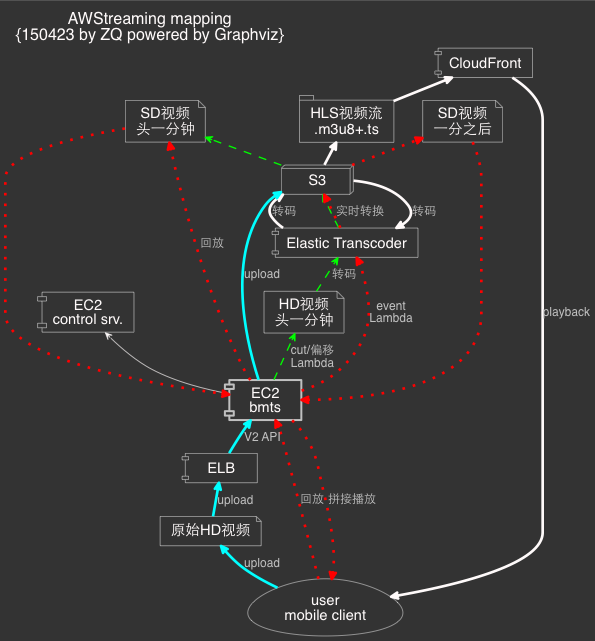 AWStreaming mapping
{150423 by ZQ powered by Graphviz}
CloudFront
SD视频
头一分钟
HLS视频流
.m3u8+.ts
SD视频
一分之后
S3
转码
实时转换
转码
回放
Elastic Transcoder
upload
转码
EC2
control srv.
HD视频
头一分钟
event
Lambda
playback
cut/偏移
Lambda
EC2
bmts
V2 API
ELB
upload
回放
拼接播放
原始HD视频
upload
user
mobile client